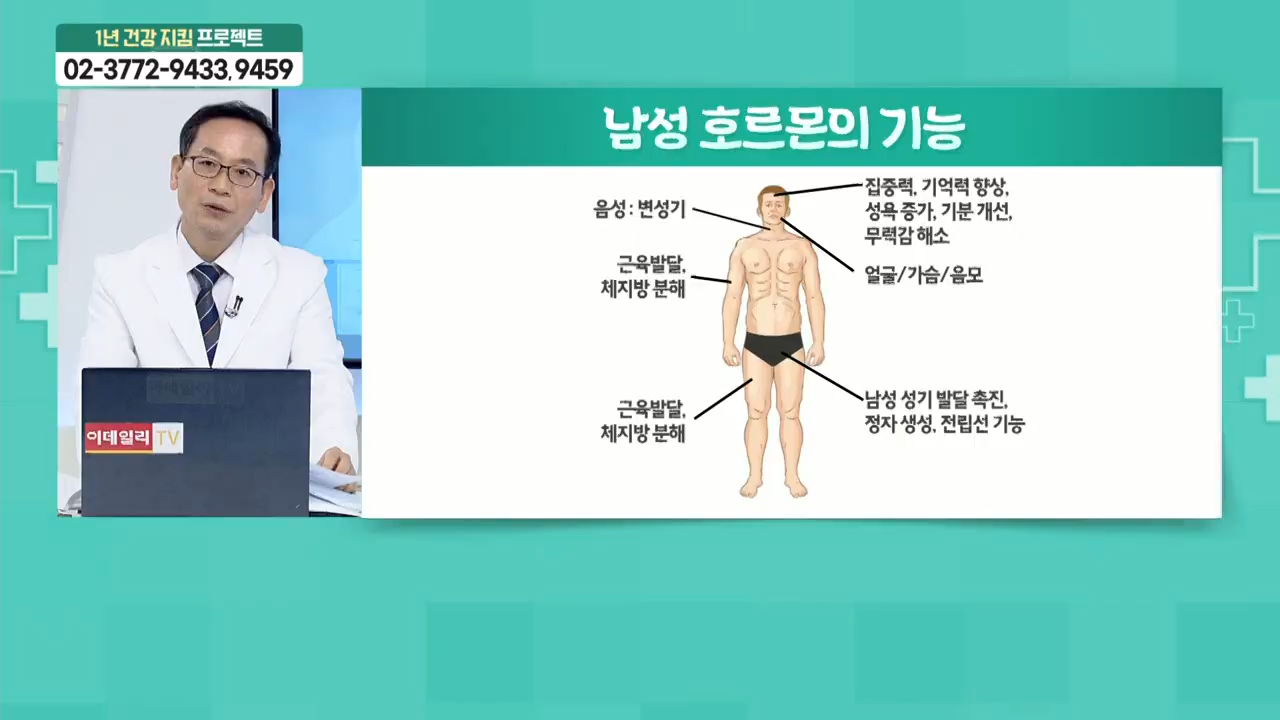 1년 건강 지킴 프로젝트
02-3772-9433, 9459
남성 호르몬의 기능
음성 : 변성기
근육발달,
체지방 분해
근육발달,
체지방 분해
집중력, 기억력 향상,
성욕 증가, 기분 개선,
무력감 해소
얼굴/가슴/음모
남성 성기 발달 촉진,
정자 생성, 전립선 기능
이데일리 TV